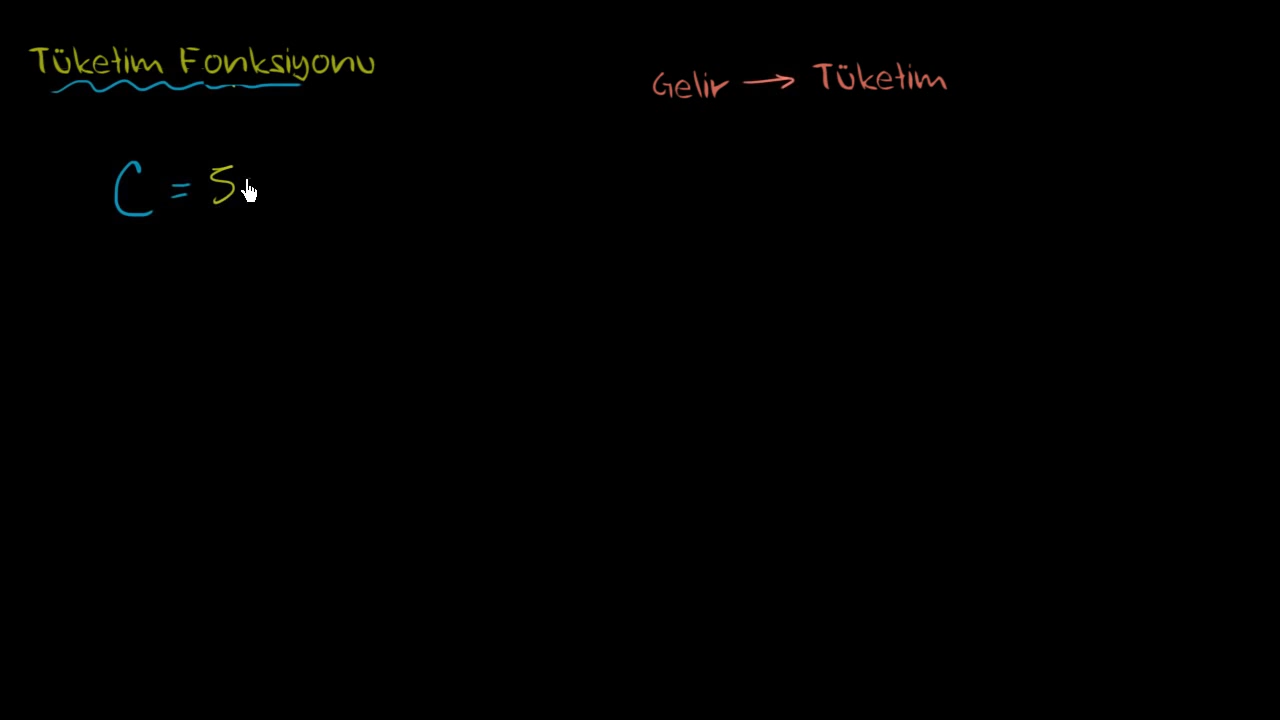 Tüketim Fonksiyonu
Gelir → Tüketim
C = 5